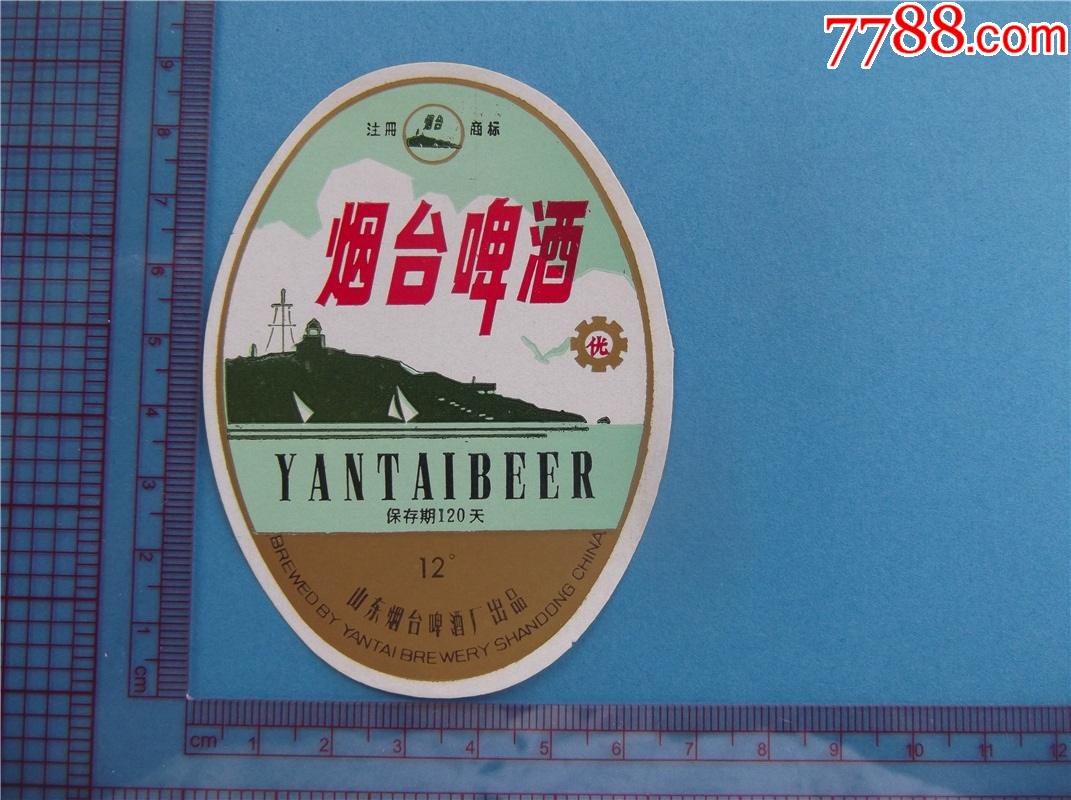 7788.com
注册 烟台 商标
烟台啤酒
优
YANTAIBEER
保存期120天
12°
山东烟台啤酒厂出品
BREWED BY YANTAI BREWERY SHANDONG CHINA
9
8
7
6
5
4
3
2
1
cm
cm 1 2 3 4 5 6 7 8 9 10 11 12